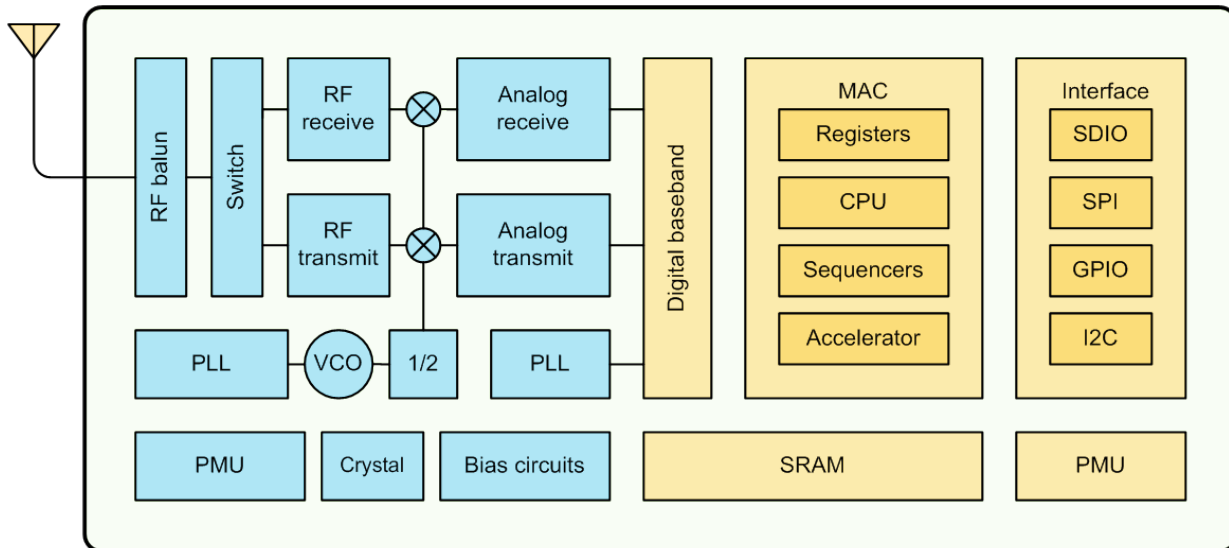 RF balun
Switch
RF
receive
Analog
receive
RF
transmit
Analog
transmit
PLL
VCO
1/2
PLL
Digital baseband
MAC
Registers
CPU
Sequencers
Accelerator
Interface
SDIO
SPI
GPIO
I2C
PMU
Crystal
Bias circuits
SRAM
PMU